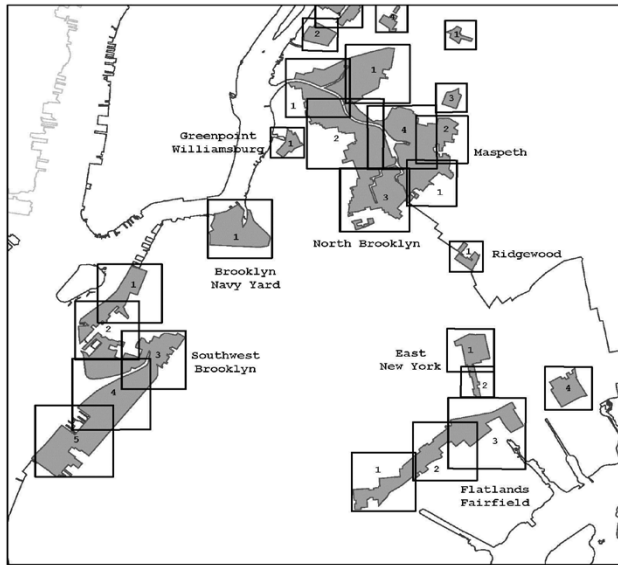 2
4
1
1
3
1
Greenpoint
Williamsburg
1
2
4
2
Maspeth
3
1
North Brooklyn
1
Brooklyn
Navy Yard
1
Ridgewood
1
2
3
Southwest
Brooklyn
4
5
East
New York
1
2
4
1
2
3
Flatlands
Fairfield